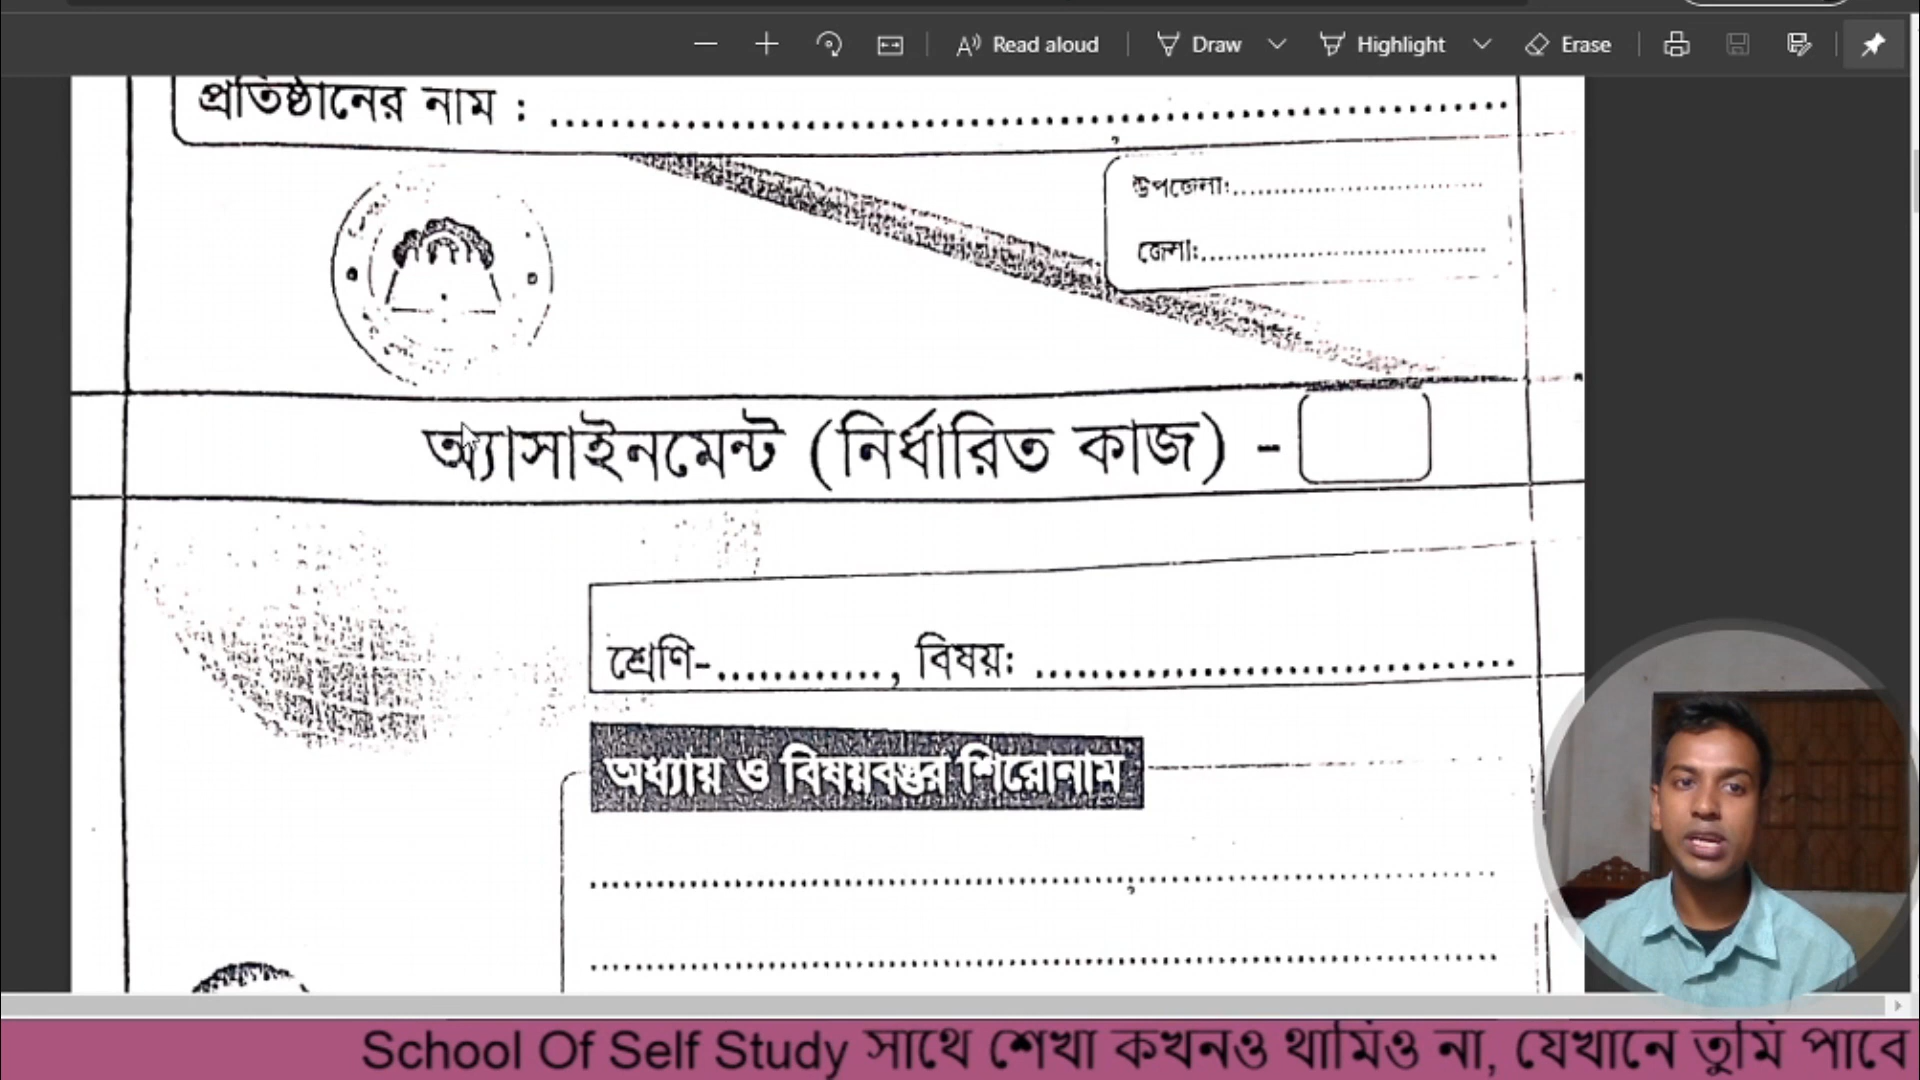 Read aloud Draw Highlight Erase
প্রতিষ্ঠানের নাম : ........................................................................
উপজেলা:..................................
জেলা:.......................................
অ্যাসাইনমেন্ট (নির্ধারিত কাজ) -
শ্রেণি-............., বিষয়: .......................................
অধ্যায় ও বিষয়বস্তুর শিরোনাম
School Of Self Study সাথে শেখা কখনও থামিও না, যেখানে তুমি পাবে